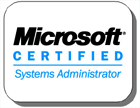 Microsoft
CERTIFIED
Systems Administrator